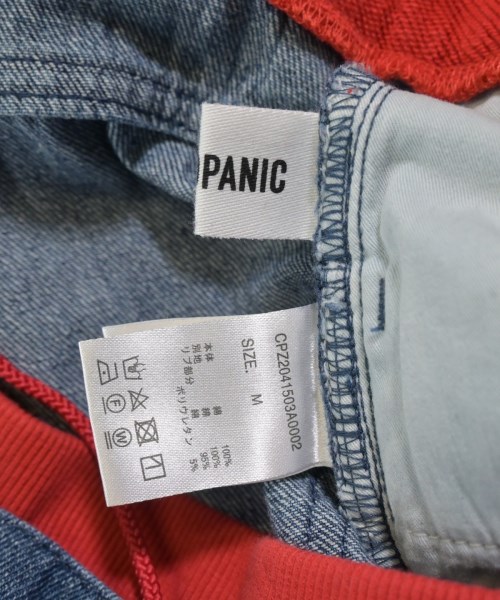 PANIC
CPZ2041503A0002
SIZE. M
本体 綿 100%
別地 綿 100%
リブ部分 綿 95%
ポリウレタン 5%
F
W